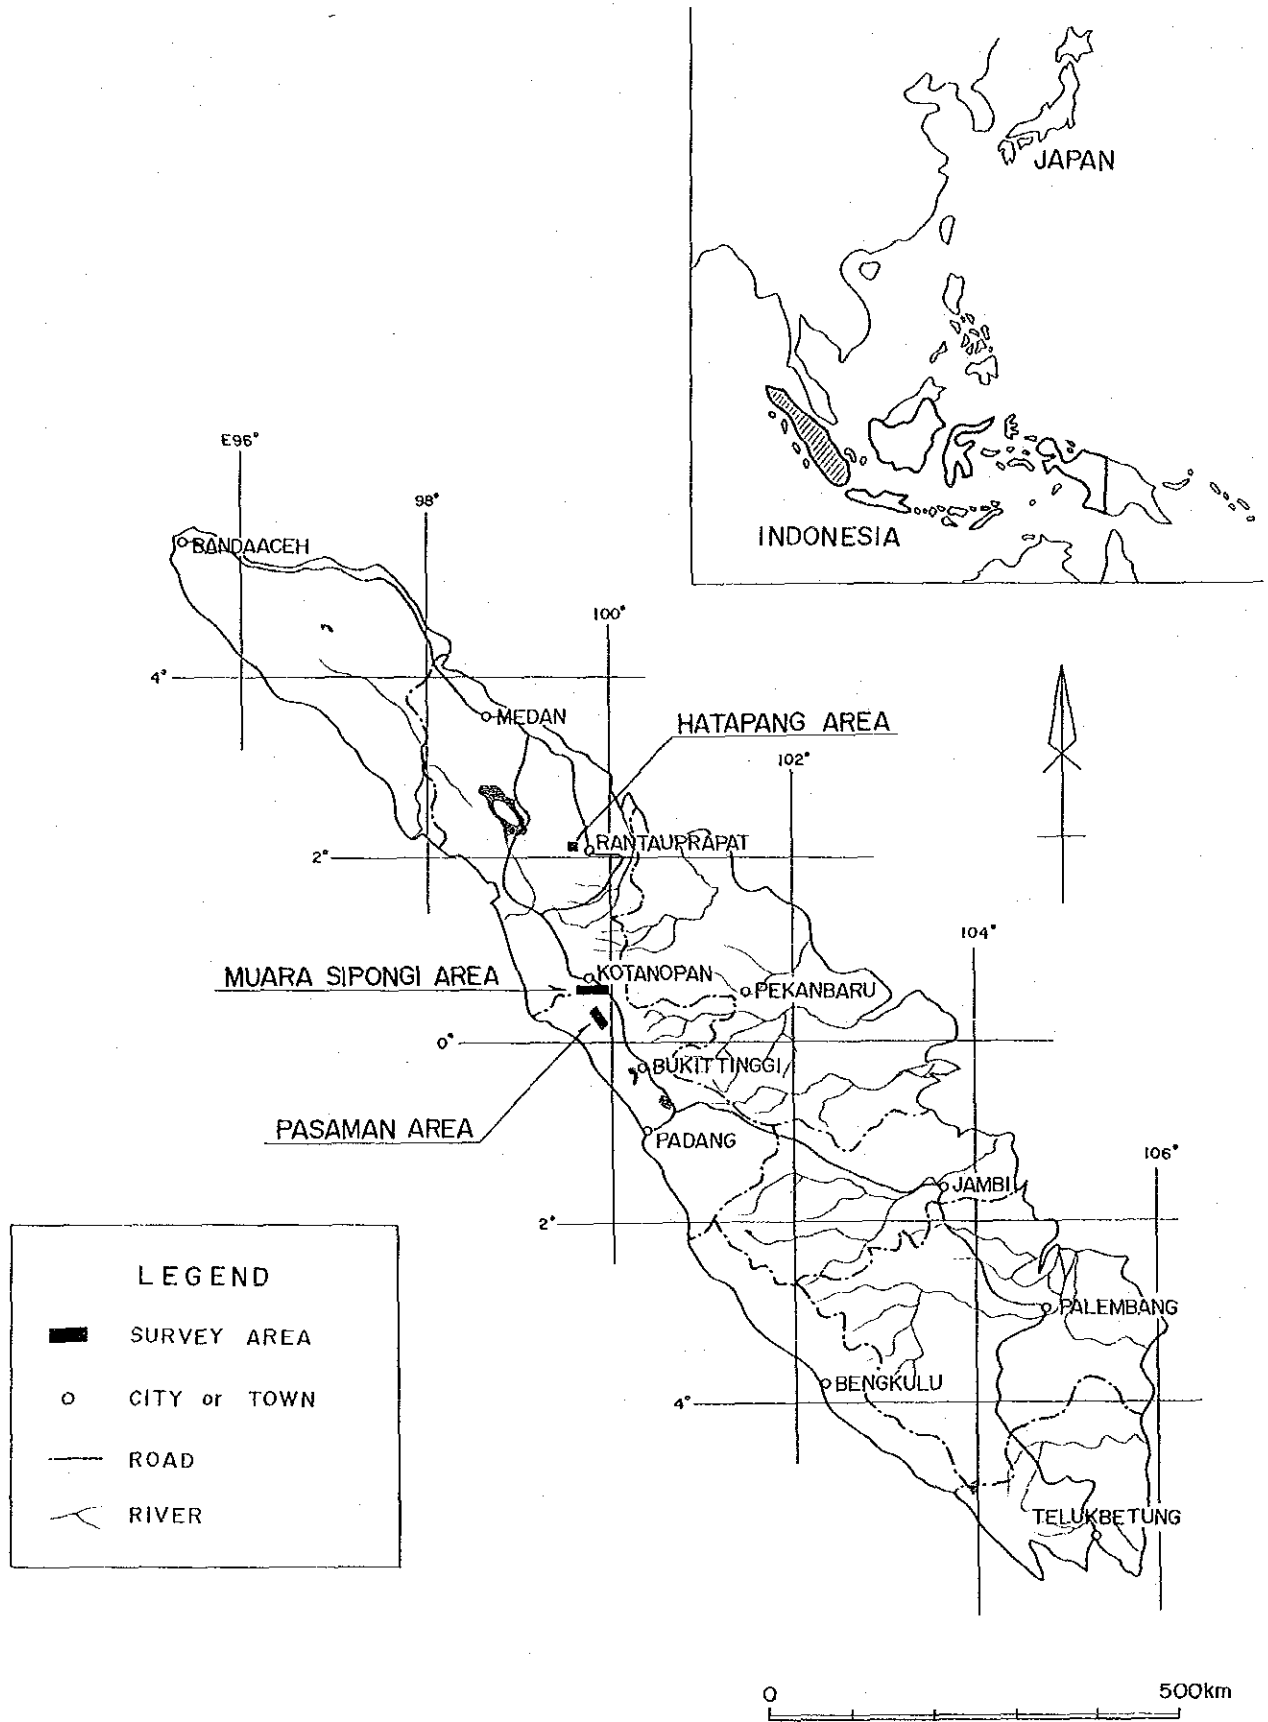 JAPAN
INDONESIA
E96°
98°
BANDAACEH
100°
4°
MEDAN
HATAPANG AREA
102°
RANTAUPRAPAT
2°
104°
MUARA SIPONGI AREA
KOTANOPAN
PEKANBARU
0°
BUKITTINGGI
PASAMAN AREA
PADANG
106°
JAMBI
2°
LEGEND
SURVEY AREA
CITY or TOWN
ROAD
RIVER
PALEMBANG
BENGKULU
4°
TELUKBETUNG
0 500km